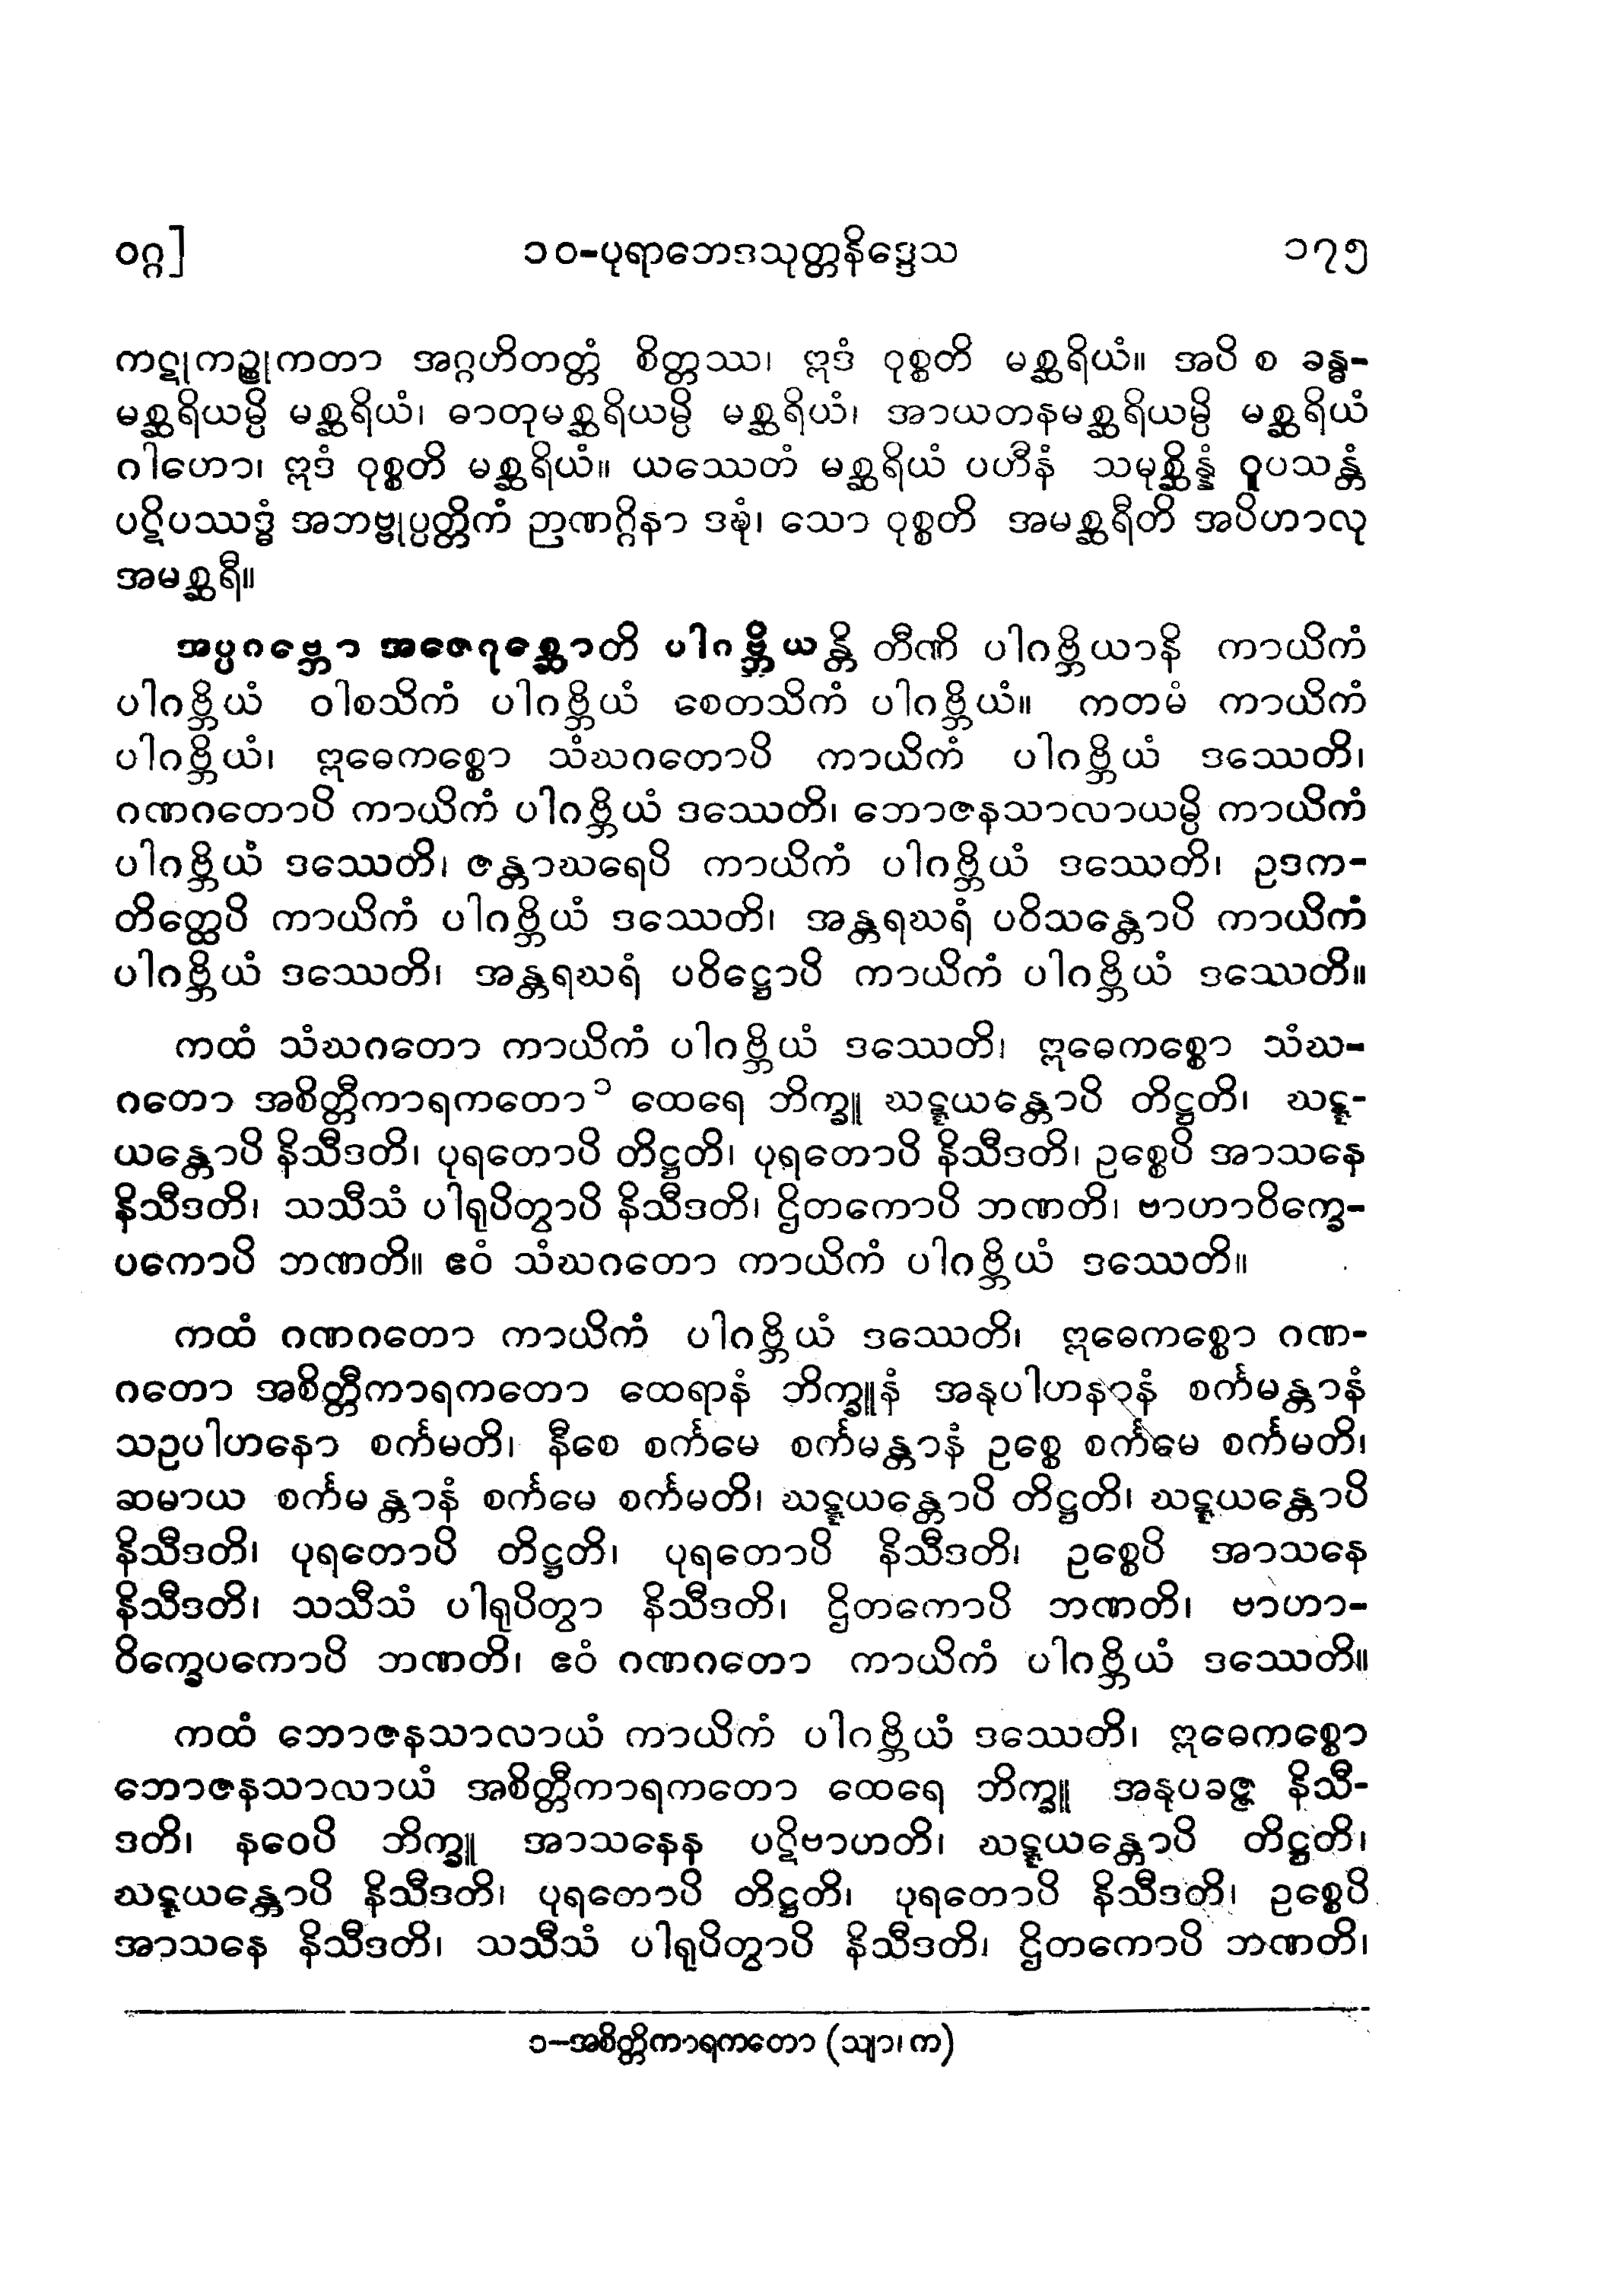 ဝဂ္ဂ]
၁၀-ပုရာဘေဒသုတ္တနိဒ္ဒေသ
၁၇၅
ကဋုကဉ္စုကတာ အဂ္ဂဟိတတ္တံ စိတ္တဿ၊ ဣဒံ ဝုစ္စတိ မစ္ဆရိယံ။ အပိ စ ခန္ဓ-
မစ္ဆရိယမ္ပိ မစ္ဆရိယံ၊ ဓာတုမစ္ဆရိယမ္ပိ မစ္ဆရိယံ၊ အာယတနမစ္ဆရိယမ္ပိ မစ္ဆရိယံ
ဂါဟော၊ ဣဒံ ဝုစ္စတိ မစ္ဆရိယံ။ ယဿေတံ မစ္ဆရိယံ ပဟီနံ သမုစ္ဆိန္နံ ဝူပသန္တံ
ပဋိပဿဒ္ဓံ အဘဗ္ဗုပ္ပတ္တိကံ ဉာဏဂ္ဂိနာ ဒဍ္ဎံ၊ သော ဝုစ္စတိ အမစ္ဆရီတိ အပိဟာလု
အမစ္ဆရီ။
အပ္ပဂဗ္ဘော အဇေဂုစ္ဆောတိ ပါဂဗ္ဘိယန္တိ တီဏိ ပါဂဗ္ဘိယာနိ ကာယိကံ
ပါဂဗ္ဘိယံ ဝါစသိကံ ပါဂဗ္ဘိယံ စေတသိကံ ပါဂဗ္ဘိယံ။ ကတမံ ကာယိကံ
ပါဂဗ္ဘိယံ၊ ဣဓေကစ္စော သံဃဂတောပိ ကာယိကံ ပါဂဗ္ဘိယံ ဒဿေတိ၊
ဂဏဂတောပိ ကာယိကံ ပါဂဗ္ဘိယံ ဒဿေတိ၊ ဘောဇနသာလာယမ္ပိ ကာယိကံ
ပါဂဗ္ဘိယံ ဒဿေတိ၊ ဇန္တာဃရေပိ ကာယိကံ ပါဂဗ္ဘိယံ ဒဿေတိ၊ ဥဒက-
တိတ္ထေပိ ကာယိကံ ပါဂဗ္ဘိယံ ဒဿေတိ၊ အန္တရဃရံ ပဝိသန္တောပိ ကာယိကံ
ပါဂဗ္ဘိယံ ဒဿေတိ၊ အန္တရဃရံ ပဝိဋ္ဌောပိ ကာယိကံ ပါဂဗ္ဘိယံ ဒဿေတိ။
ကထံ သံဃဂတော ကာယိကံ ပါဂဗ္ဘိယံ ဒဿေတိ၊ ဣဓေကစ္စော သံဃ-
ဂတော အစိတ္တီကာရကတော၁ ထေရေ ဘိက္ခူ ဃဋ္ဋယန္တောပိ တိဋ္ဌတိ၊ ဃဋ္ဋ-
ယန္တောပိ နိသီဒတိ၊ ပုရတောပိ တိဋ္ဌတိ၊ ပုရတောပိ နိသီဒတိ၊ ဥစ္စေပိ အာသနေ
နိသီဒတိ၊ သသီသံ ပါရုပိတွာပိ နိသီဒတိ၊ ဌိတကောပိ ဘဏတိ၊ ဗာဟာဝိက္ခေ-
ပကောပိ ဘဏတိ။ ဧဝံ သံဃဂတော ကာယိကံ ပါဂဗ္ဘိယံ ဒဿေတိ။
ကထံ ဂဏဂတော ကာယိကံ ပါဂဗ္ဘိယံ ဒဿေတိ၊ ဣဓေကစ္စော ဂဏ-
ဂတော အစိတ္တီကာရကတော ထေရာနံ ဘိက္ခူနံ အနုပါဟနာနံ စင်္ကမန္တာနံ
သဥပါဟနော စင်္ကမတိ၊ နီစေ စင်္ကမေ စင်္ကမန္တာနံ ဥစ္စေ စင်္ကမေ စင်္ကမတိ၊
ဆမာယ စင်္ကမန္တာနံ စင်္ကမေ စင်္ကမတိ၊ ဃဋ္ဋယန္တောပိ တိဋ္ဌတိ၊ ဃဋ္ဋယန္တောပိ
နိသီဒတိ၊ ပုရတောပိ တိဋ္ဌတိ၊ ပုရတောပိ နိသီဒတိ၊ ဥစ္စေပိ အာသနေ
နိသီဒတိ၊ သသီသံ ပါရုပိတွာ နိသီဒတိ၊ ဌိတကောပိ ဘဏတိ၊ ဗာဟာ-
ဝိက္ခေပကောပိ ဘဏတိ၊ ဧဝံ ဂဏဂတော ကာယိကံ ပါဂဗ္ဘိယံ ဒဿေတိ။
ကထံ ဘောဇနသာလာယံ ကာယိကံ ပါဂဗ္ဘိယံ ဒဿေတိ၊ ဣဓေကစ္စော
ဘောဇနသာလာယံ အစိတ္တီကာရကတော ထေရေ ဘိက္ခူ အနုပခဇ္ဇ နိသီ-
ဒတိ၊ နဝေပိ ဘိက္ခူ အာသနေန ပဋိဗာဟတိ၊ ဃဋ္ဋယန္တောပိ တိဋ္ဌတိ၊
ဃဋ္ဋယန္တောပိ နိသီဒတိ၊ ပုရတောပိ တိဋ္ဌတိ၊ ပုရတောပိ နိသီဒတိ၊ ဥစ္စေပိ
အာသနေ နိသီဒတိ၊ သသီသံ ပါရုပိတွာပိ နိသီဒတိ၊ ဌိတကောပိ ဘဏတိ၊
၁-အစိတ္တိကာရကတော (သျာ၊ က)